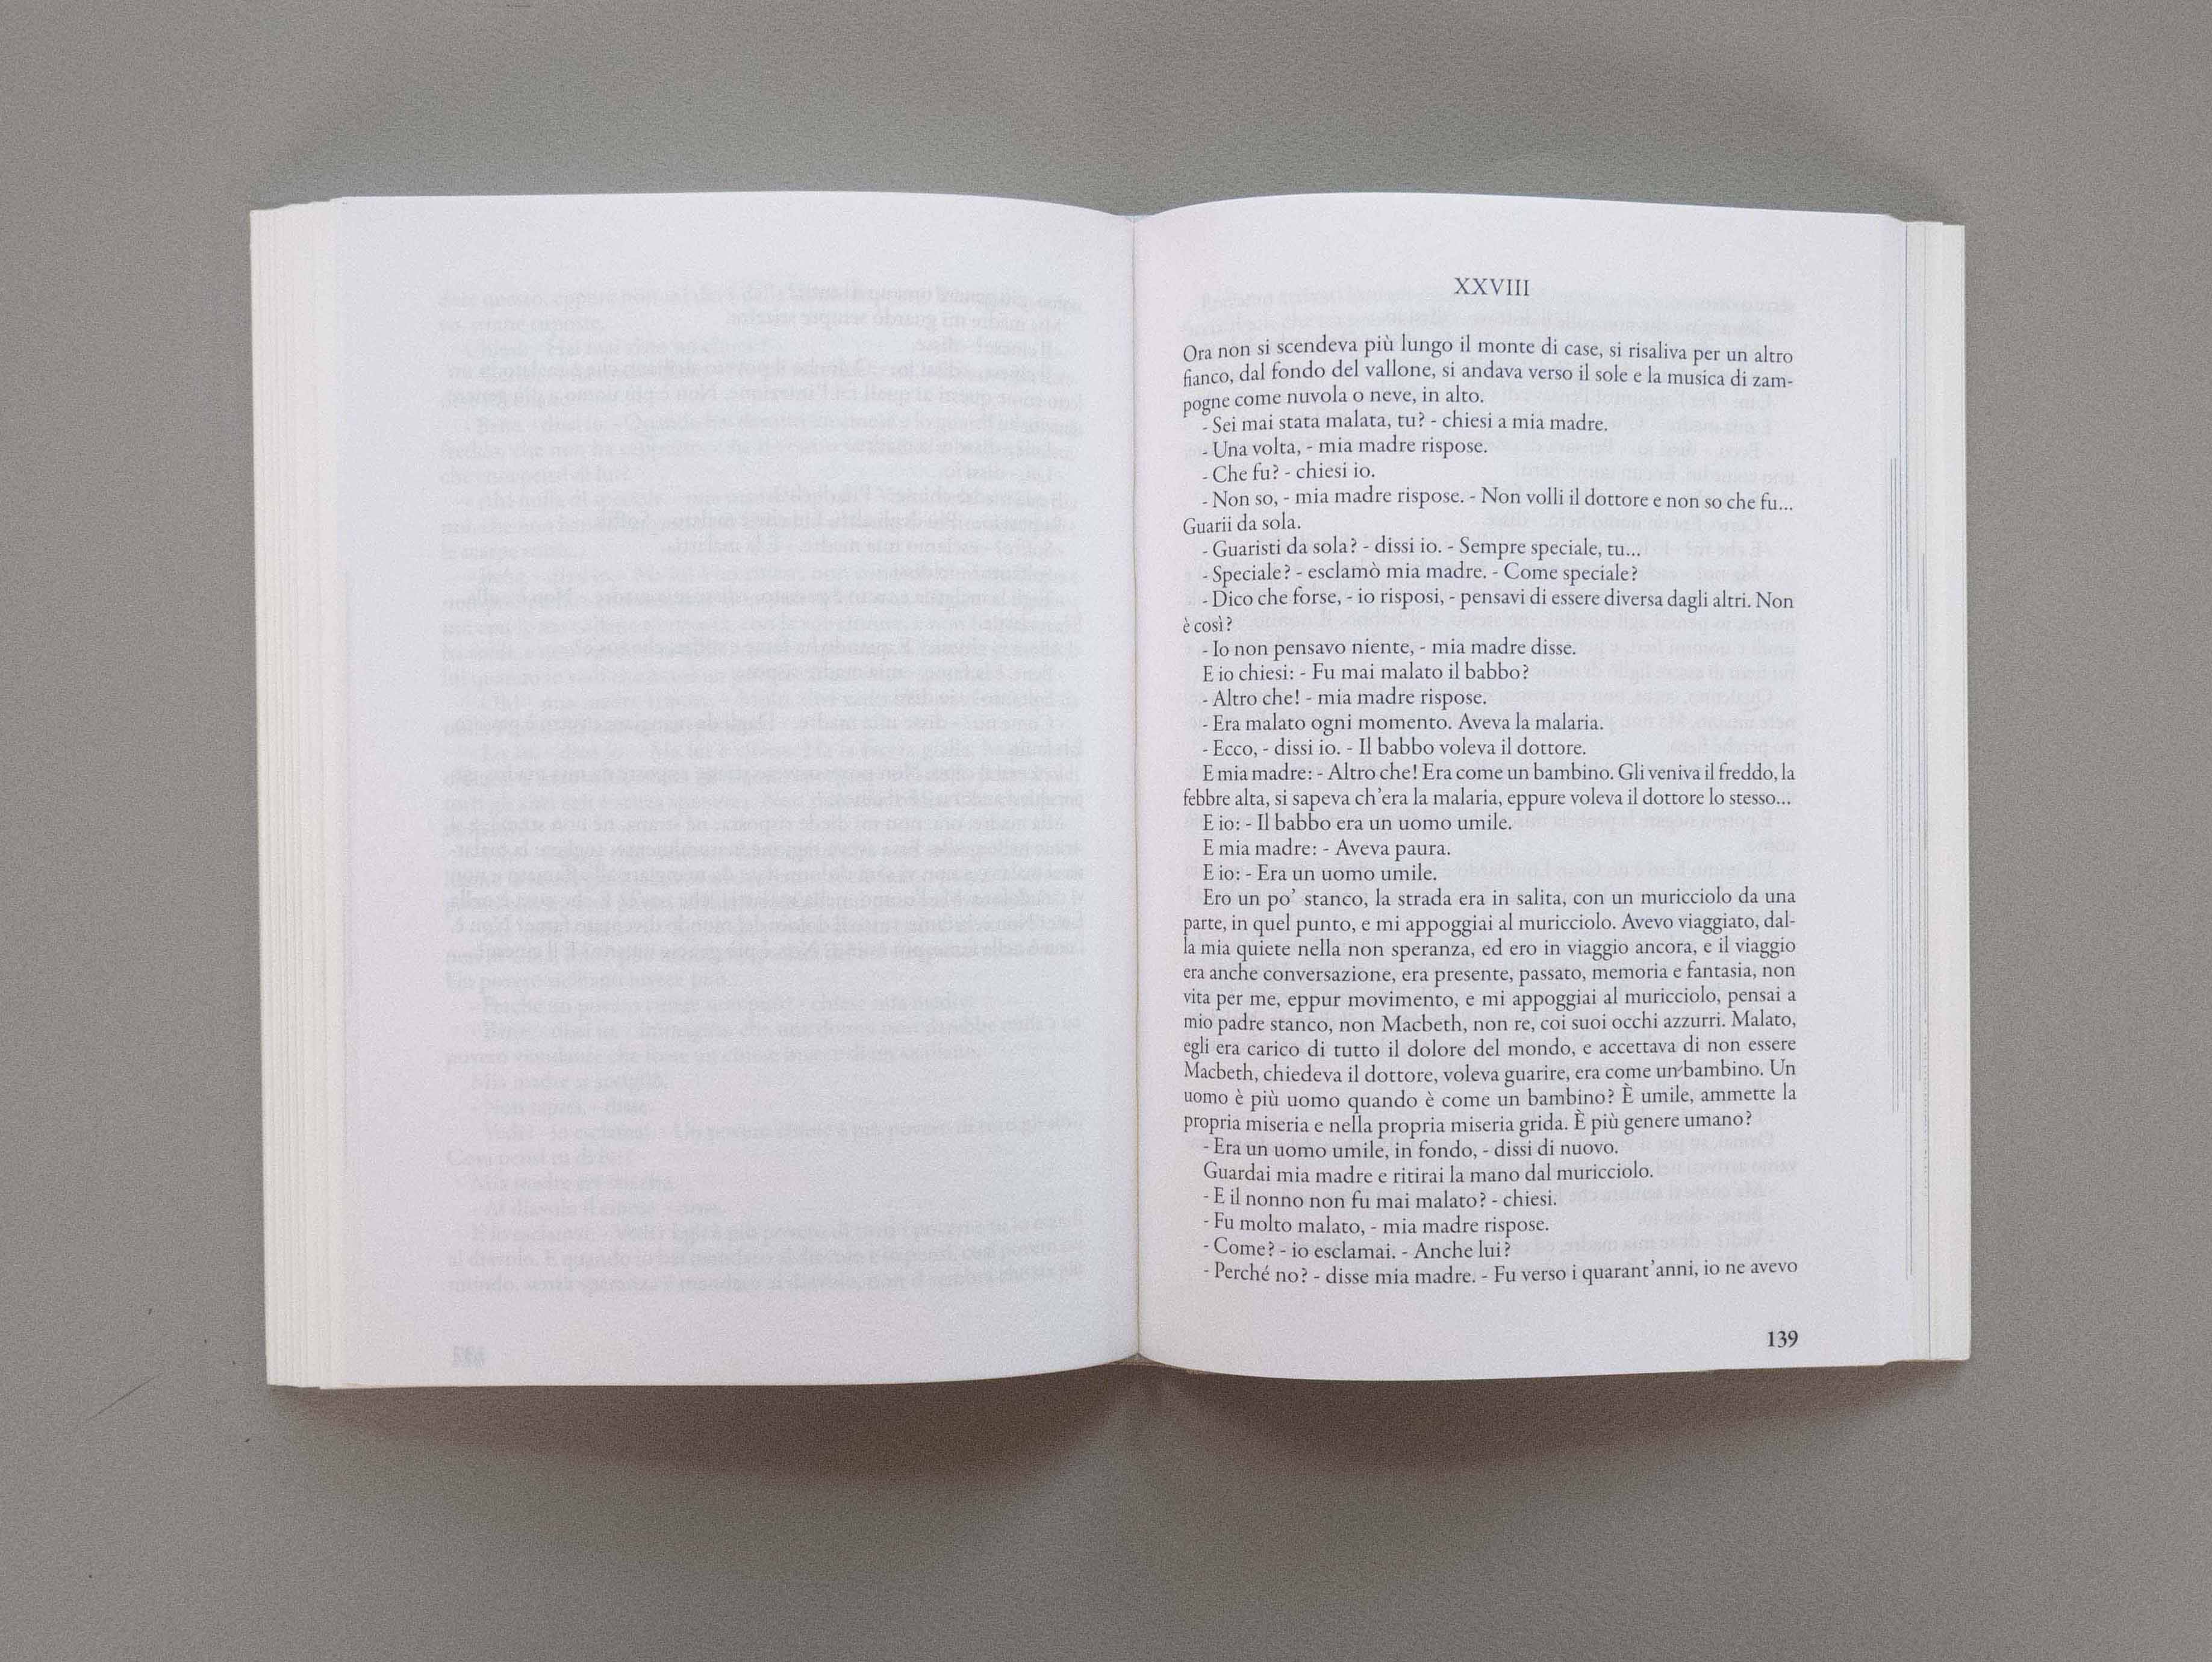 XXVIII
Ora non si scendeva più lungo il monte di case, si risaliva per un altro
fianco, dal fondo del vallone, si andava verso il sole e la musica di zam-
pogne come nuvola o neve, in alto.
- Sei mai stata malata, tu? - chiesi a mia madre.
- Una volta, - mia madre rispose.
- Che fu? - chiesi io.
- Non so, - mia madre rispose. - Non volli il dottore e non so che fu...
Guarii da sola.
- Guaristi da sola? - dissi io. - Sempre speciale, tu...
- Speciale? - esclamò mia madre. - Come speciale?
- Dico che forse, - io risposi, - pensavi di essere diversa dagli altri. Non
è così?
- Io non pensavo niente, - mia madre disse.
E io chiesi: - Fu mai malato il babbo?
- Altro che! - mia madre rispose.
- Era malato ogni momento. Aveva la malaria.
- Ecco, - dissi io. - Il babbo voleva il dottore.
E mia madre: - Altro che! Era come un bambino. Gli veniva il freddo, la
febbre alta, si sapeva ch'era la malaria, eppure voleva il dottore lo stesso...
E io: - Il babbo era un uomo umile.
E mia madre: - Aveva paura.
E io: - Era un uomo umile.
Ero un po' stanco, la strada era in salita, con un muricciolo da una
parte, in quel punto, e mi appoggiai al muricciolo. Avevo viaggiato, dal-
la mia quiete nella non speranza, ed ero in viaggio ancora, e il viaggio
era anche conversazione, era presente, passato, memoria e fantasia, non
vita per me, eppur movimento, e mi appoggiai al muricciolo, pensai a
mio padre stanco, non Macbeth, non re, coi suoi occhi azzurri. Malato,
egli era carico di tutto il dolore del mondo, e accettava di non essere
Macbeth, chiedeva il dottore, voleva guarire, era come un bambino. Un
uomo è più uomo quando è come un bambino? È umile, ammette la
propria miseria e nella propria miseria grida. È più genere umano?
- Era un uomo umile, in fondo, - dissi di nuovo.
Guardai mia madre e ritirai la mano dal muricciolo.
- E il nonno non fu mai malato? - chiesi.
- Fu molto malato, - mia madre rispose.
- Come? - io esclamai. - Anche lui?
- Perché no? - disse mia madre. - Fu verso i quarant'anni, io ne avevo
139